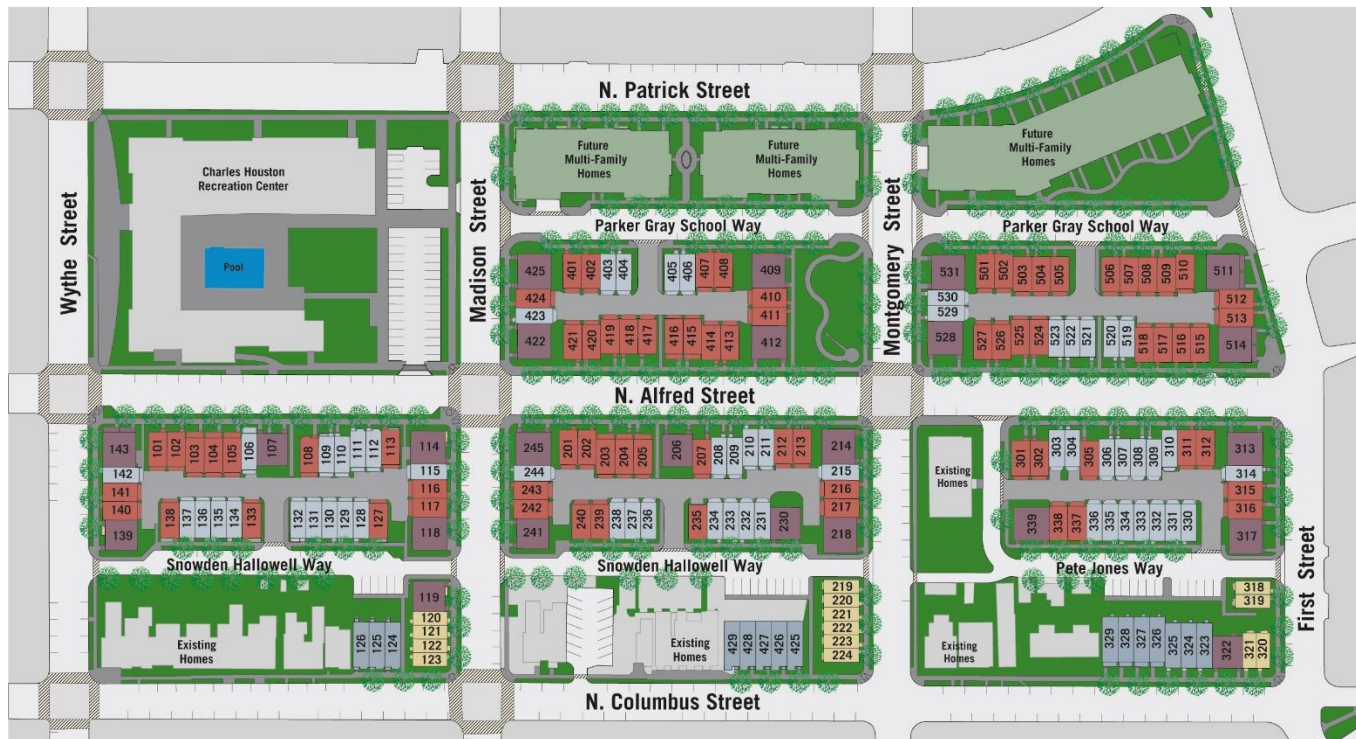 N. Patrick Street
Wythe Street
Madison Street
Montgomery Street
First Street
Charles Houston
Recreation Center
Pool
Future
Multi-Family
Homes
Future
Multi-Family
Homes
Future
Multi-Family
Homes
Parker Gray School Way
Parker Gray School Way
425 401 402 403 404 405 406 407 408 409
424 410
423 411
422 421 420 419 418 417 416 415 414 413 412
531 501 502 503 504 505 506 507 508 509 510 511
530 512
529 513
528 527 526 525 524 523 522 521 520 519 518 517 516 515 514
N. Alfred Street
143 101 102 103 104 105 106 107 108 109 110 111 112 113 114
142 115
141 116
140 117
139 138 137 136 135 134 133 132 131 130 129 128 127 118
245 201 202 203 204 205 206 207 208 209 210 211 212 213 214
244 215
243 216
242 217
241 240 239 238 237 236 235 234 233 232 231 230 218
Existing
Homes
301 302 303 304 305 306 307 308 309 310 311 312 313
314
315
316
339 338 337 336 335 334 333 332 331 330 317
Snowden Hallowell Way
Snowden Hallowell Way
Pete Jones Way
Existing
Homes
126 125 124
119
120
121
122
123
Existing
Homes
429 428 427 426 425
219
220
221
222
223
224
Existing
Homes
329 328 327 326 325 324 323 322 321 320
318
319
N. Columbus Street